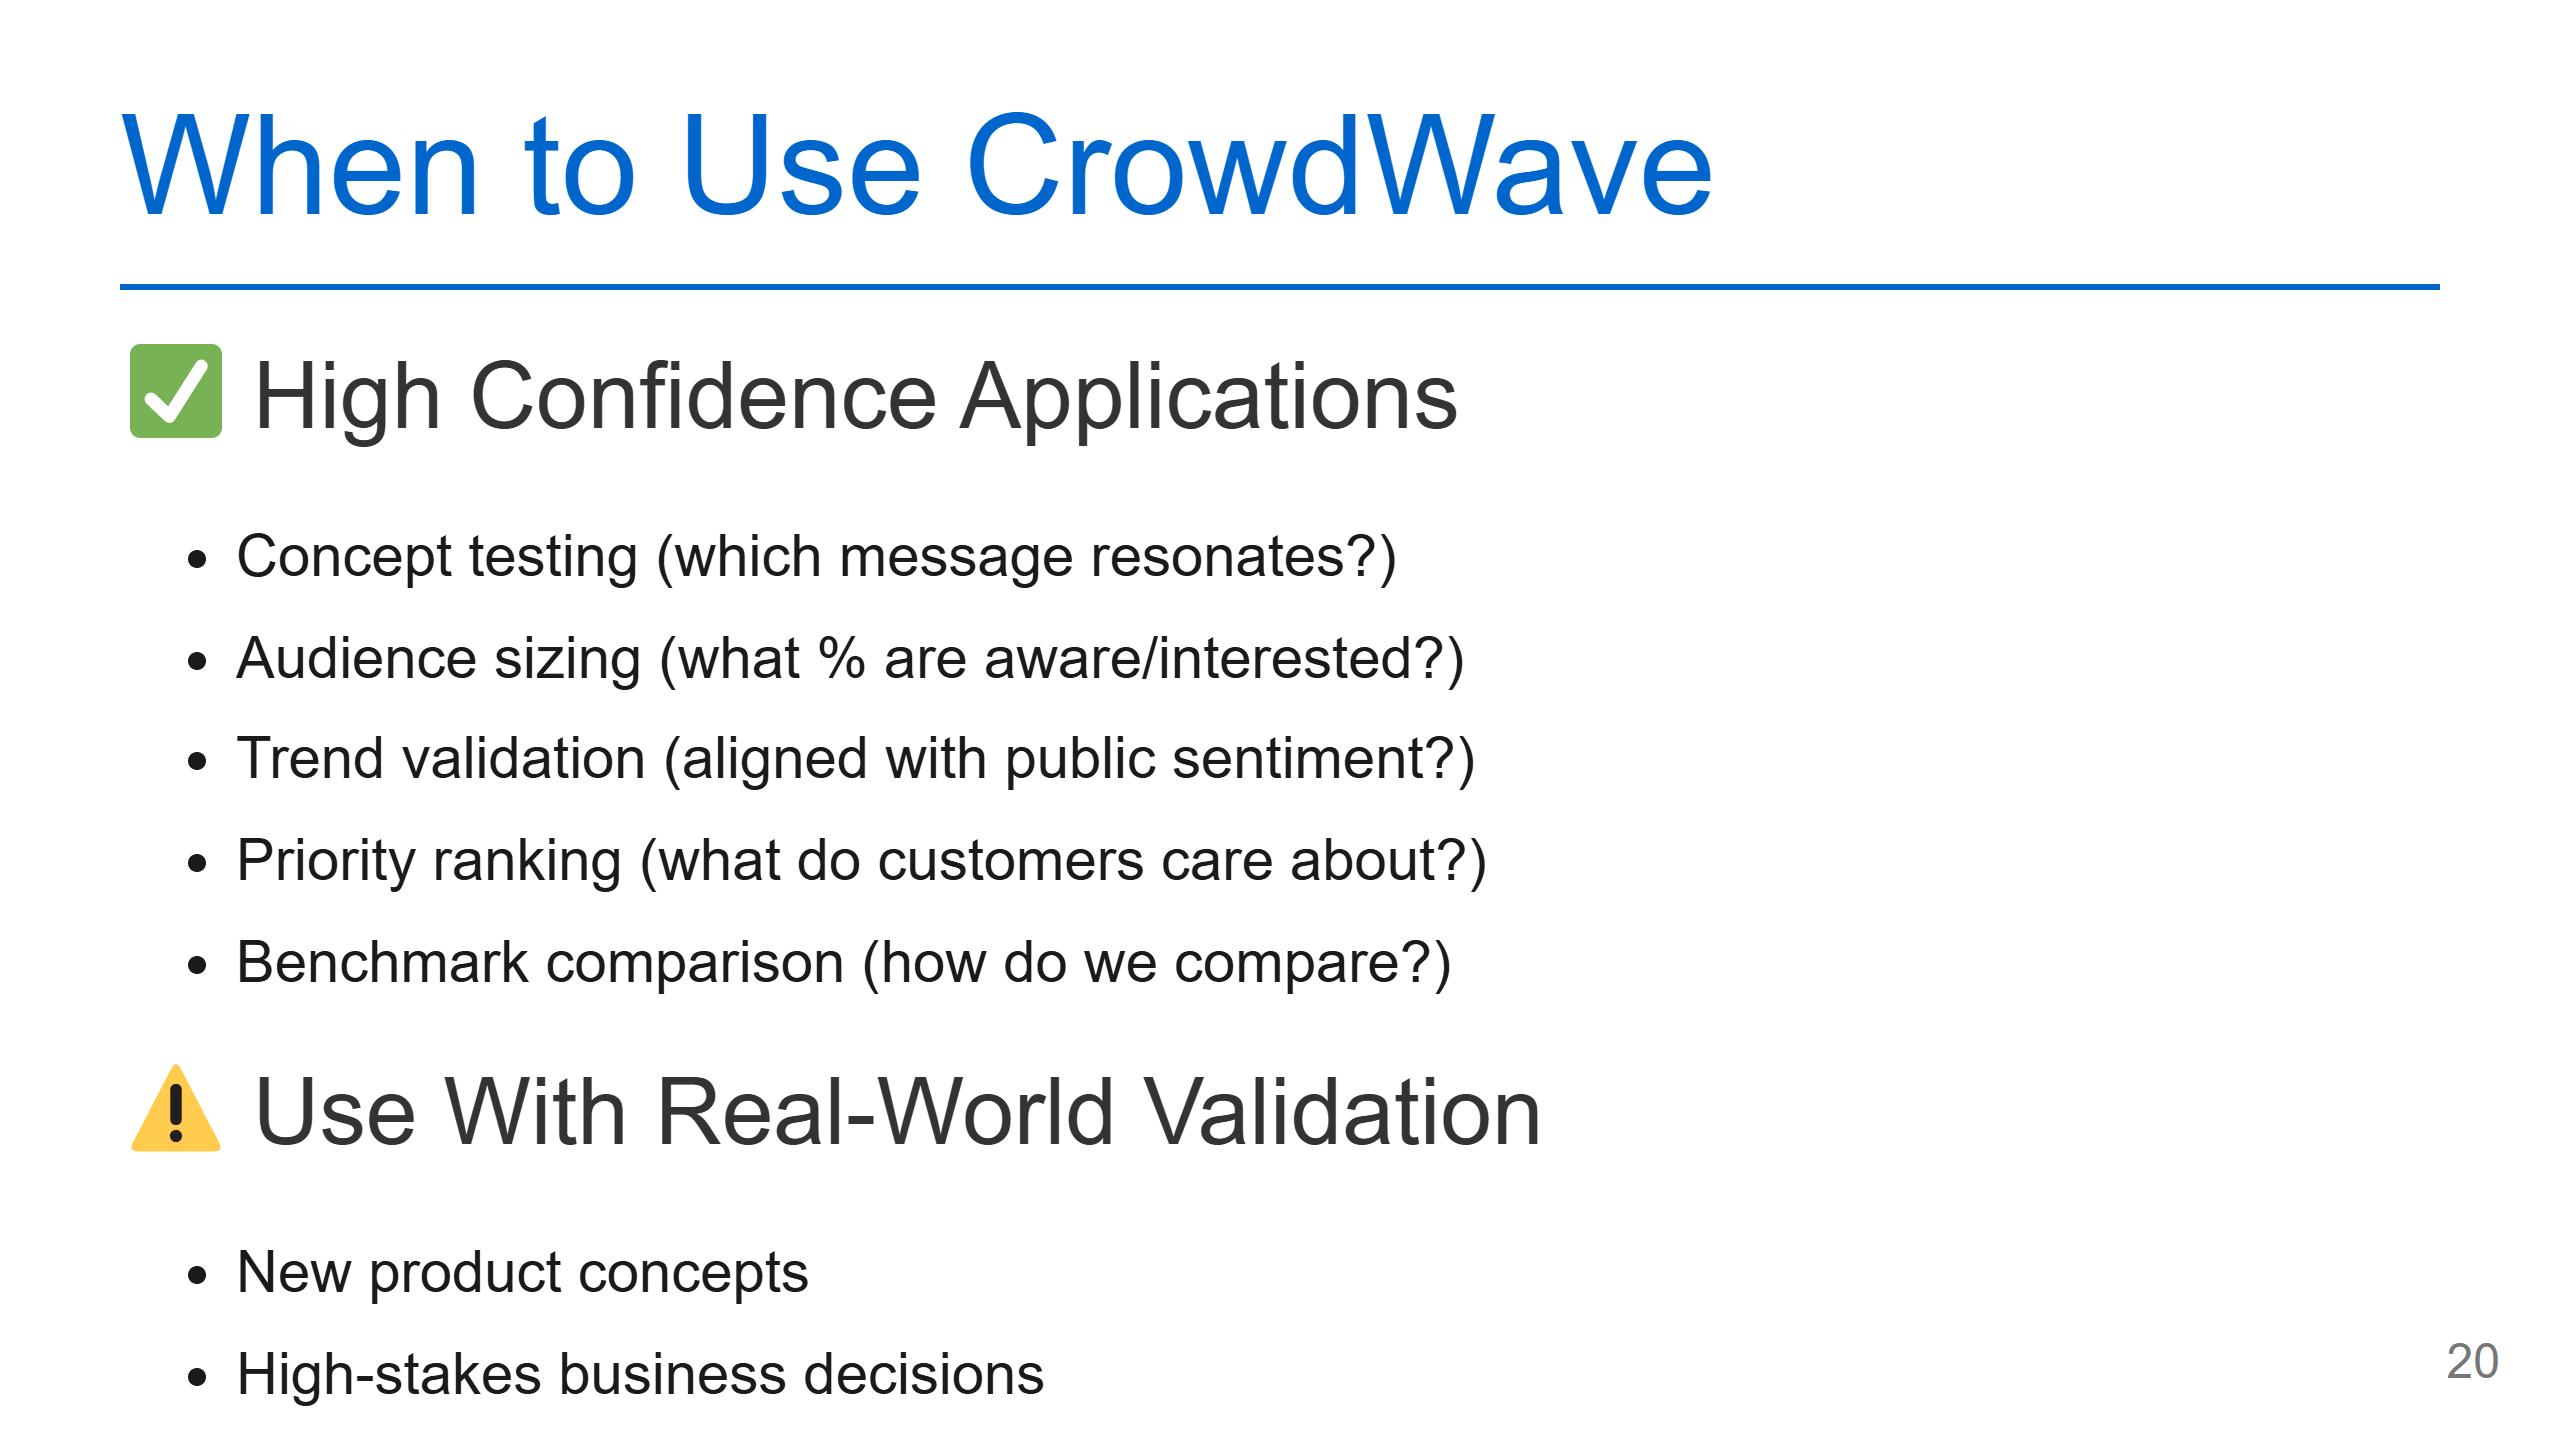 When to Use CrowdWave
✅ High Confidence Applications
• Concept testing (which message resonates?)
• Audience sizing (what % are aware/interested?)
• Trend validation (aligned with public sentiment?)
• Priority ranking (what do customers care about?)
• Benchmark comparison (how do we compare?)
⚠️ Use With Real-World Validation
• New product concepts
• High-stakes business decisions
20